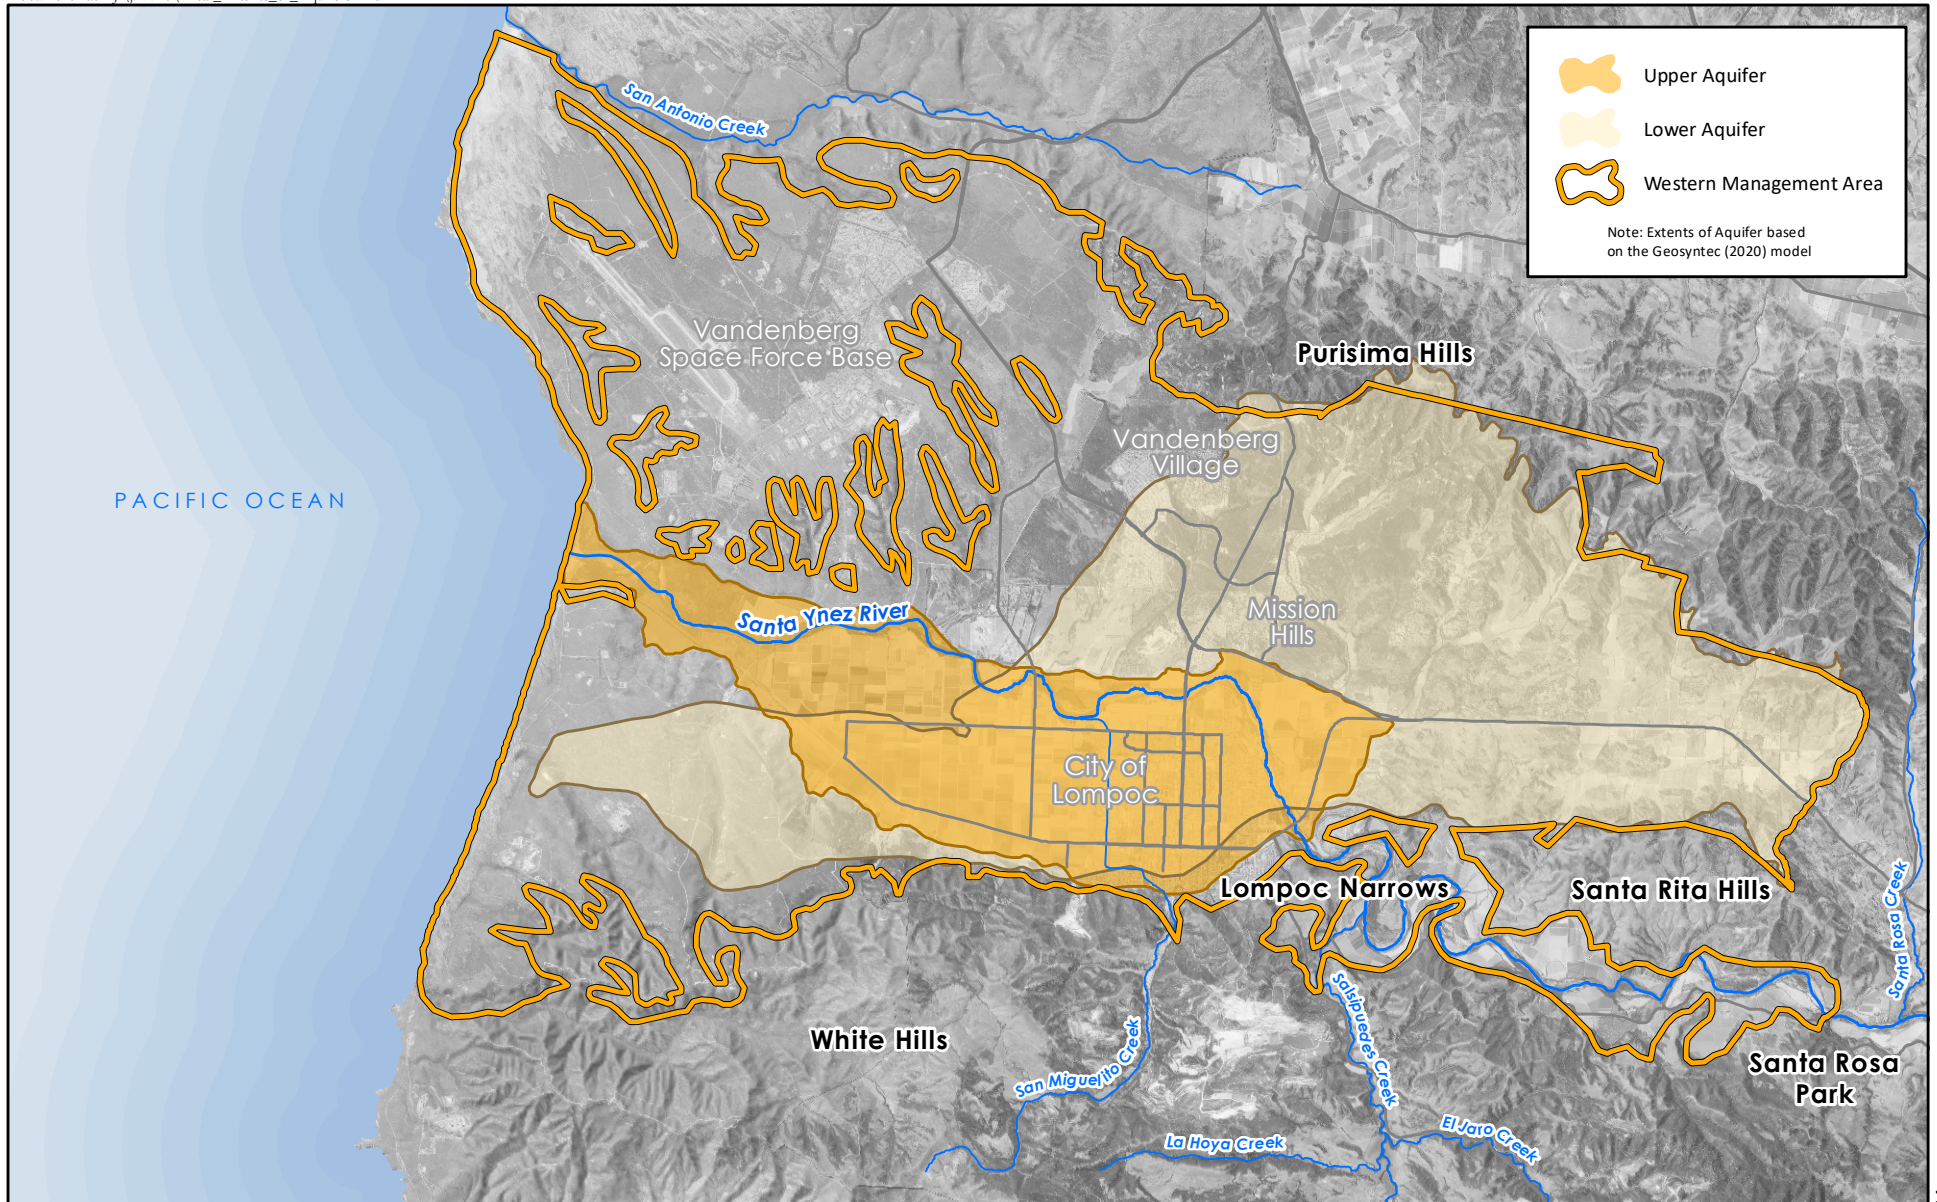 Upper Aquifer
Lower Aquifer
Western Management Area
Note: Extents of Aquifer based
on the Geosyntec (2020) model
San Antonio Creek
Vandenberg
Space Force Base
Purisima Hills
Vandenberg
Village
PACIFIC OCEAN
Santa Ynez River
Mission
Hills
City of
Lompoc
Lompoc Narrows
Santa Rita Hills
Santa Rosa Creek
White Hills
San Miguelito Creek
Salsipuedes Creek
Santa Rosa
Park
La Hoya Creek
El Jaro Creek